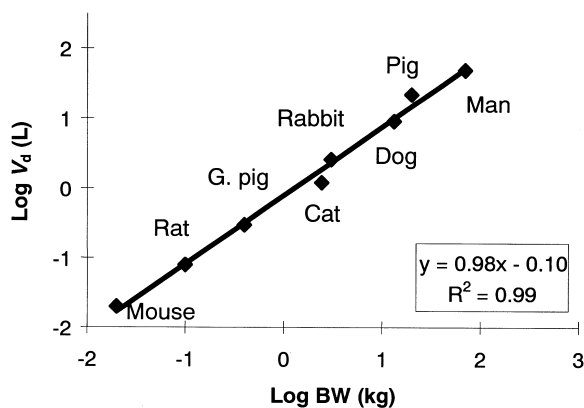 2
1
0
-1
-2
Log Vd (L)
Pig
Man
Rabbit
Dog
G. pig
Cat
Rat
Mouse
y = 0.98x - 0.10
R² = 0.99
-2 -1 0 1 2 3
Log BW (kg)